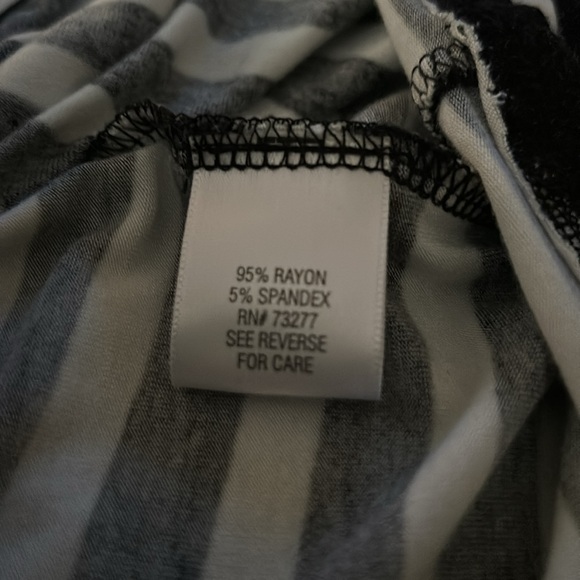 95% RAYON
5% SPANDEX
RN# 73277
SEE REVERSE
FOR CARE